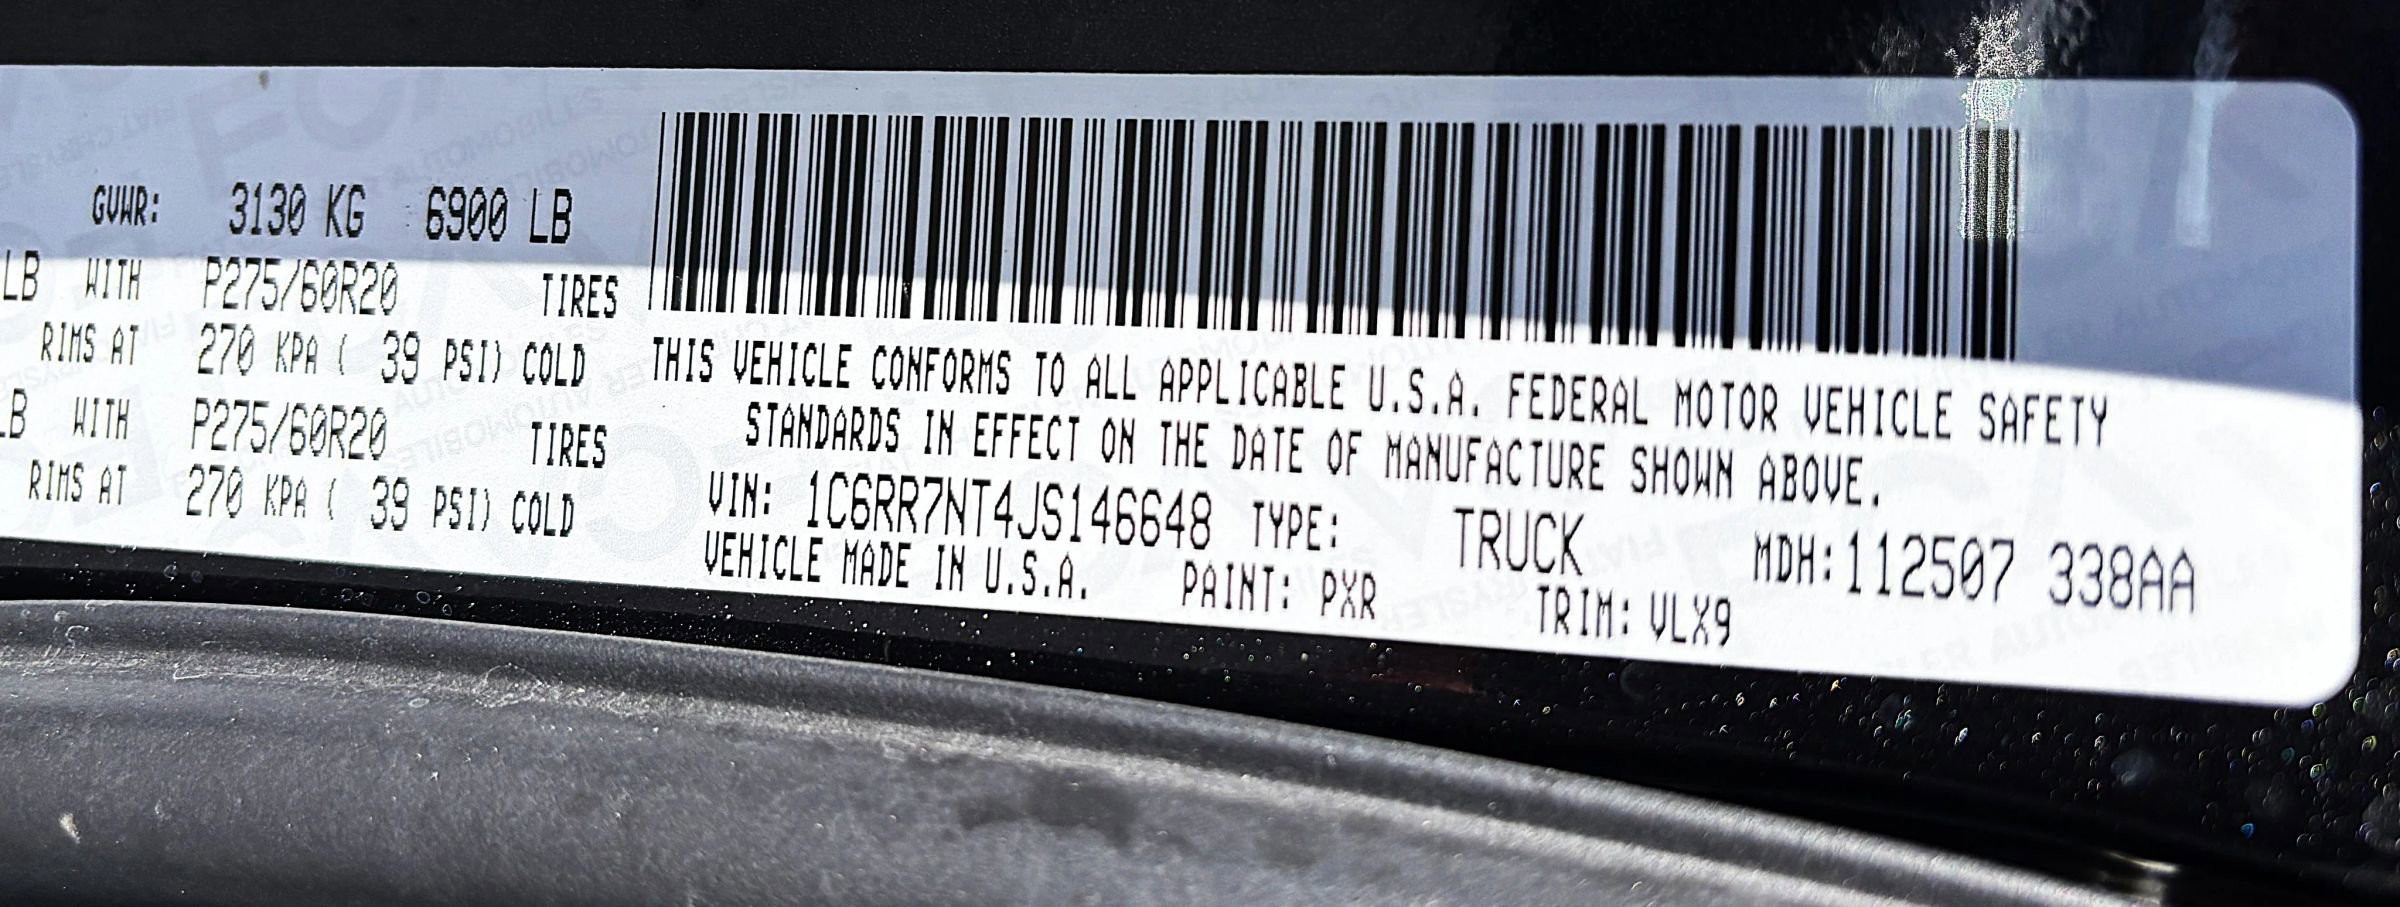 GVWR: 3130 KG 6900 LB
LB WITH P275/60R20 TIRES
RIMS AT 270 KPA ( 39 PSI) COLD
LB WITH P275/60R20 TIRES
RIMS AT 270 KPA ( 39 PSI) COLD
THIS VEHICLE CONFORMS TO ALL APPLICABLE U.S.A. FEDERAL MOTOR VEHICLE SAFETY
STANDARDS IN EFFECT ON THE DATE OF MANUFACTURE SHOWN ABOVE.
VIN: 1C6RR7NT4JS146648 TYPE: TRUCK MDH:112507 338AA
VEHICLE MADE IN U.S.A. PAINT: PXR TRIM: VLX9